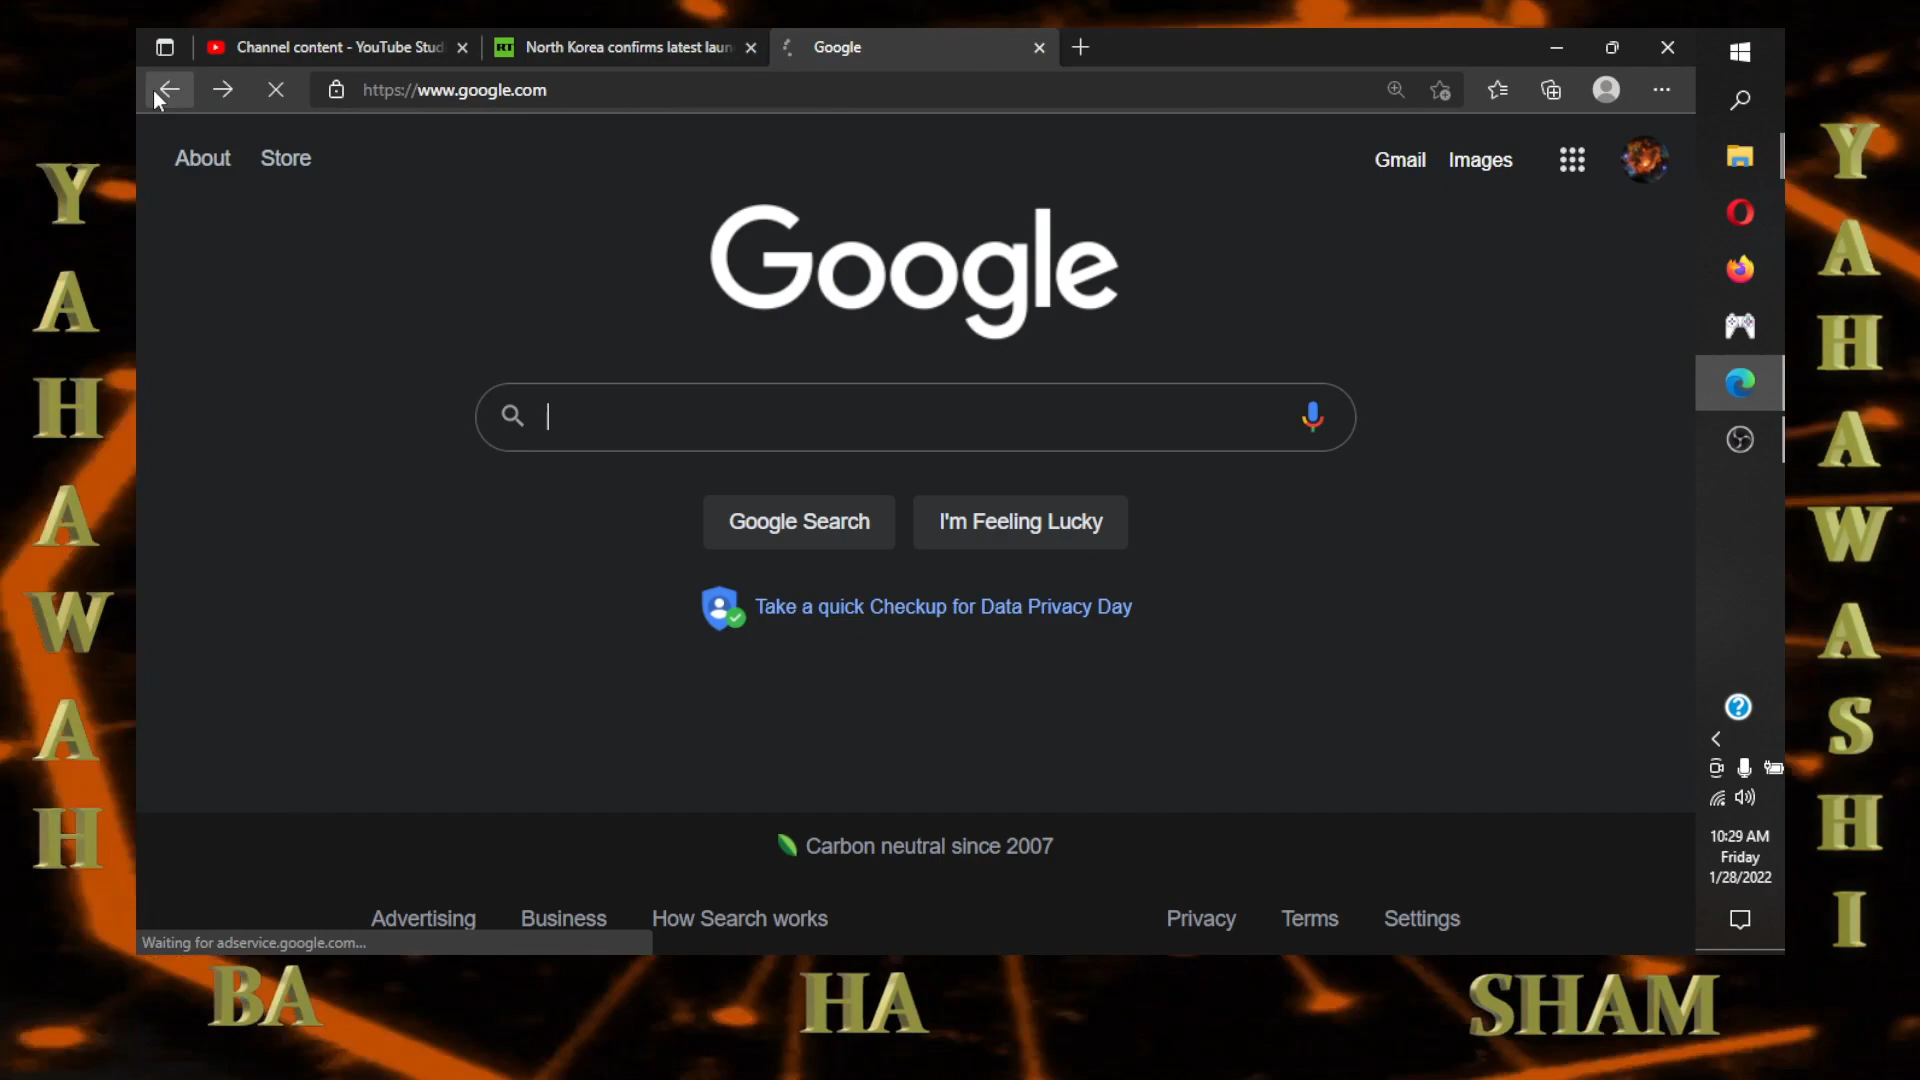 Channel content - YouTube Stud
North Korea confirms latest laun
Google
https://www.google.com
About
Store
Gmail
Images
Google
Google Search
I'm Feeling Lucky
Take a quick Checkup for Data Privacy Day
Carbon neutral since 2007
Advertising
Business
How Search works
Privacy
Terms
Settings
Waiting for adservice.google.com...
10:29 AM
Friday
1/28/2022
YAHAWAH
BA
HA
SHAM
YAHAWASHI
RT